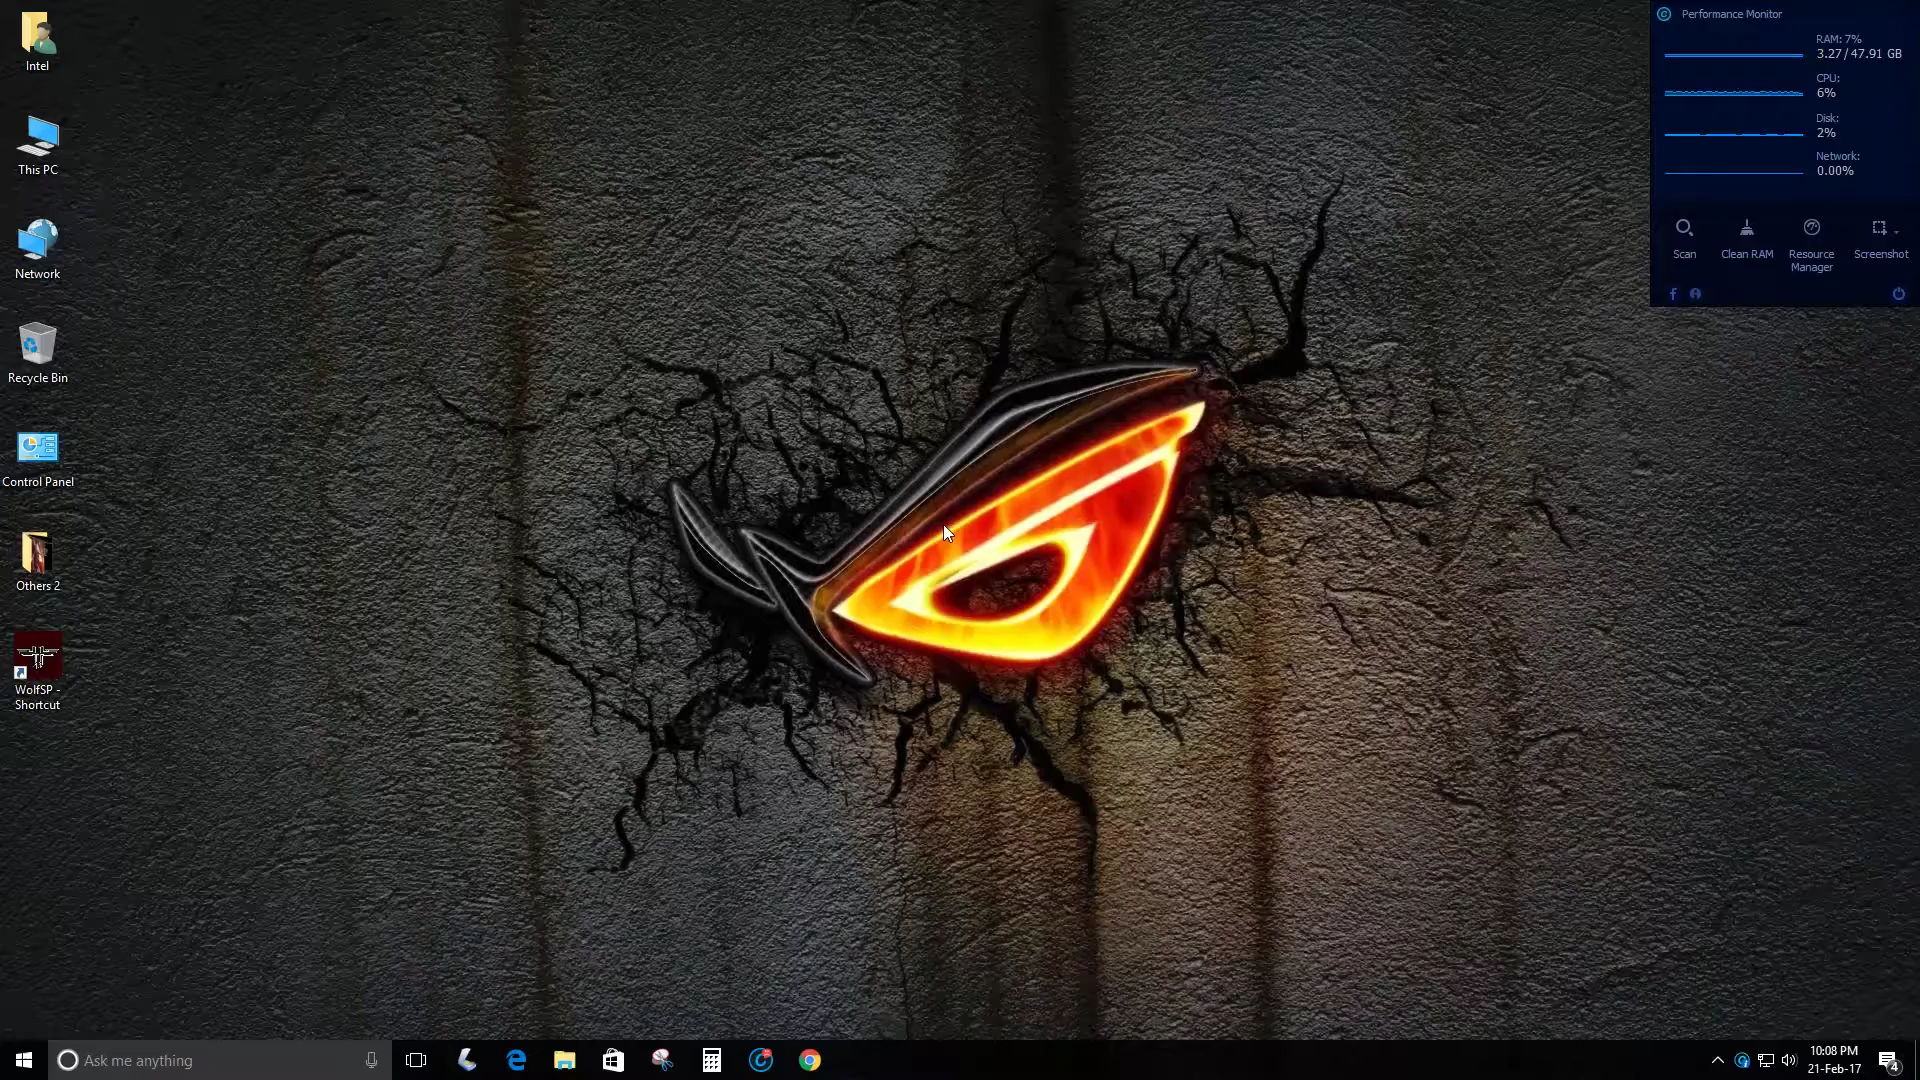 Intel
This PC
Network
Recycle Bin
Control Panel
Others 2
WolfSP -
Shortcut
Performance Monitor
RAM: 7%
3.27/47.91 GB
CPU:
6%
Disk:
2%
Network:
0.00%
Scan
Clean RAM
Resource
Manager
Screenshot
Ask me anything
10:08 PM
21-Feb-17
4